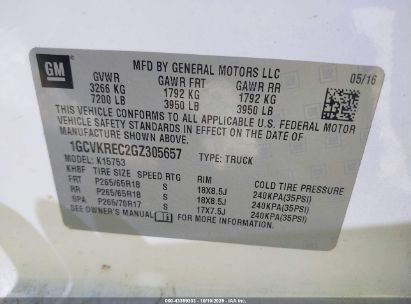 GM
MFD BY GENERAL MOTORS LLC
05/16
GVWR GAWR FRT GAWR RR
3266 KG 1792 KG 1792 KG
7200 LB 3950 LB 3950 LB
THIS VEHICLE CONFORMS TO ALL APPLICABLE U.S. FEDERAL MOTOR
VEHICLE SAFETY STANDARDS IN EFFECT ON THE DATE OF
MANUFACTURE SHOWN ABOVE.
1GCVKREC2GZ305657 TYPE: TRUCK
MODEL: K15753
KHBF TIRE SIZE SPEED RTG RIM COLD TIRE PRESSURE
FRT P265/65R18 18X8.5J 240KPA(35PSI)
RR P265/65R18 18X8.5J 240KPA(35PSI)
SPA P265/70R17 17X7.5J 240KPA(35PSI)
SEE OWNER'S MANUAL FOR MORE INFORMATION.